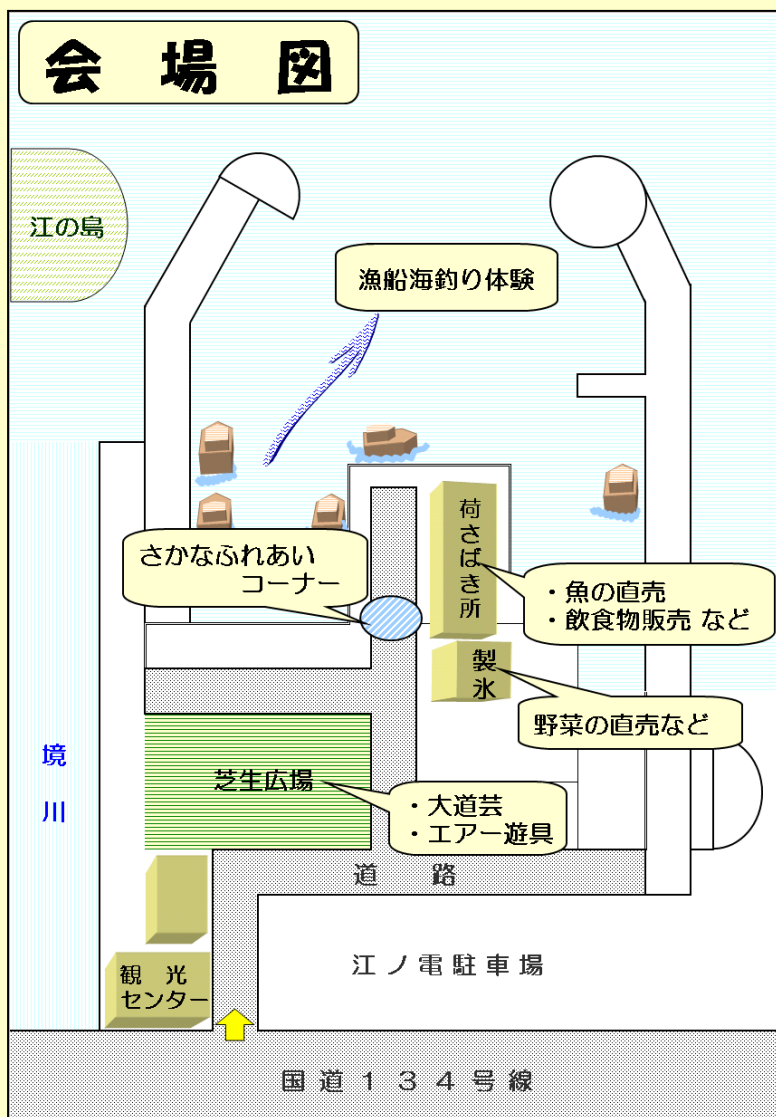 会場図
江の島
漁船海釣り体験
荷さばき所
さかなふれあい
コーナー
・魚の直売
・飲食物販売 など
製氷
野菜の直売など
境川
芝生広場
・大道芸
・エアー遊具
道路
江ノ電駐車場
観光
センター
国道134号線